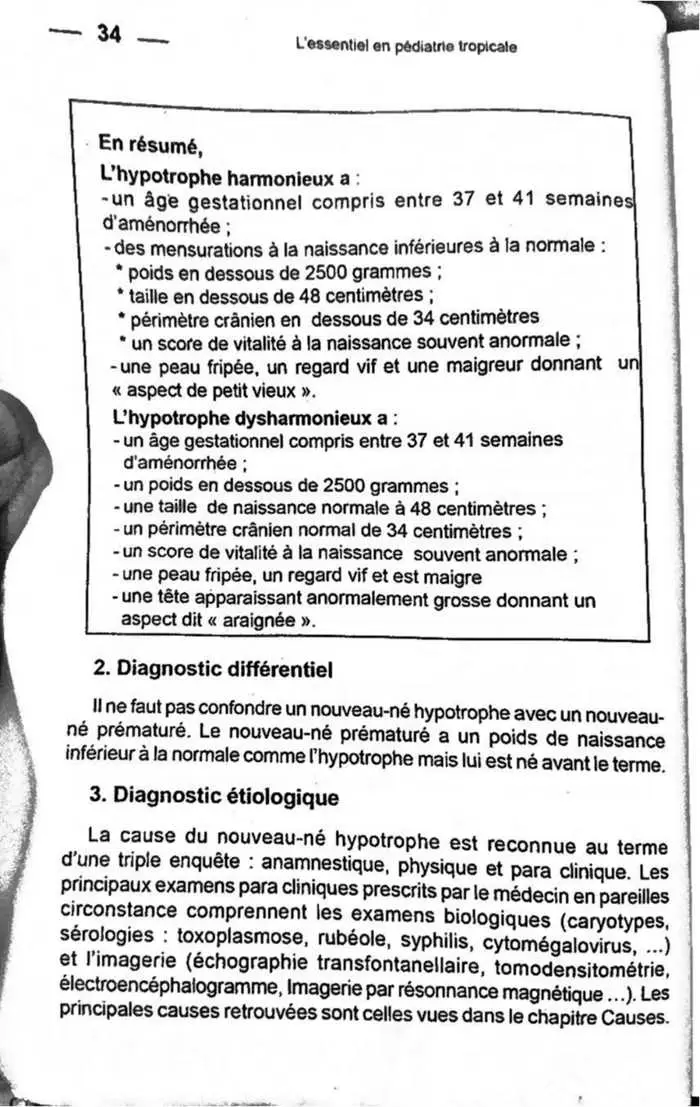 — 34 —
L'essentiel en pédiatrie tropicale
En résumé,
L'hypotrophe harmonieux a :
-un âge gestationnel compris entre 37 et 41 semaines
d'aménorrhée ;
-des mensurations à la naissance inférieures à la normale :
* poids en dessous de 2500 grammes ;
* taille en dessous de 48 centimètres ;
* périmètre crânien en dessous de 34 centimètres
* un score de vitalité à la naissance souvent anormale ;
-une peau fripée, un regard vif et une maigreur donnant un
« aspect de petit vieux ».
L'hypotrophe dysharmonieux a :
- un âge gestationnel compris entre 37 et 41 semaines
d'aménorrhée ;
- un poids en dessous de 2500 grammes ;
- une taille de naissance normale à 48 centimètres ;
- un périmètre crânien normal de 34 centimètres ;
- un score de vitalité à la naissance souvent anormale ;
- une peau fripée, un regard vif et est maigre
- une tête apparaissant anormalement grosse donnant un
aspect dit « araignée ».
2. Diagnostic différentiel
Il ne faut pas confondre un nouveau-né hypotrophe avec un nouveau-
né prématuré. Le nouveau-né prématuré a un poids de naissance
inférieur à la normale comme l'hypotrophe mais lui est né avant le terme.
3. Diagnostic étiologique
La cause du nouveau-né hypotrophe est reconnue au terme
d'une triple enquête : anamnestique, physique et para clinique. Les
principaux examens para cliniques prescrits par le médecin en pareilles
circonstance comprennent les examens biologiques (caryotypes,
sérologies : toxoplasmose, rubéole, syphilis, cytomégalovirus, ...)
et l'imagerie (échographie transfontanellaire, tomodensitométrie,
électroencéphalogramme, Imagerie par résonnance magnétique ...). Les
principales causes retrouvées sont celles vues dans le chapitre Causes.